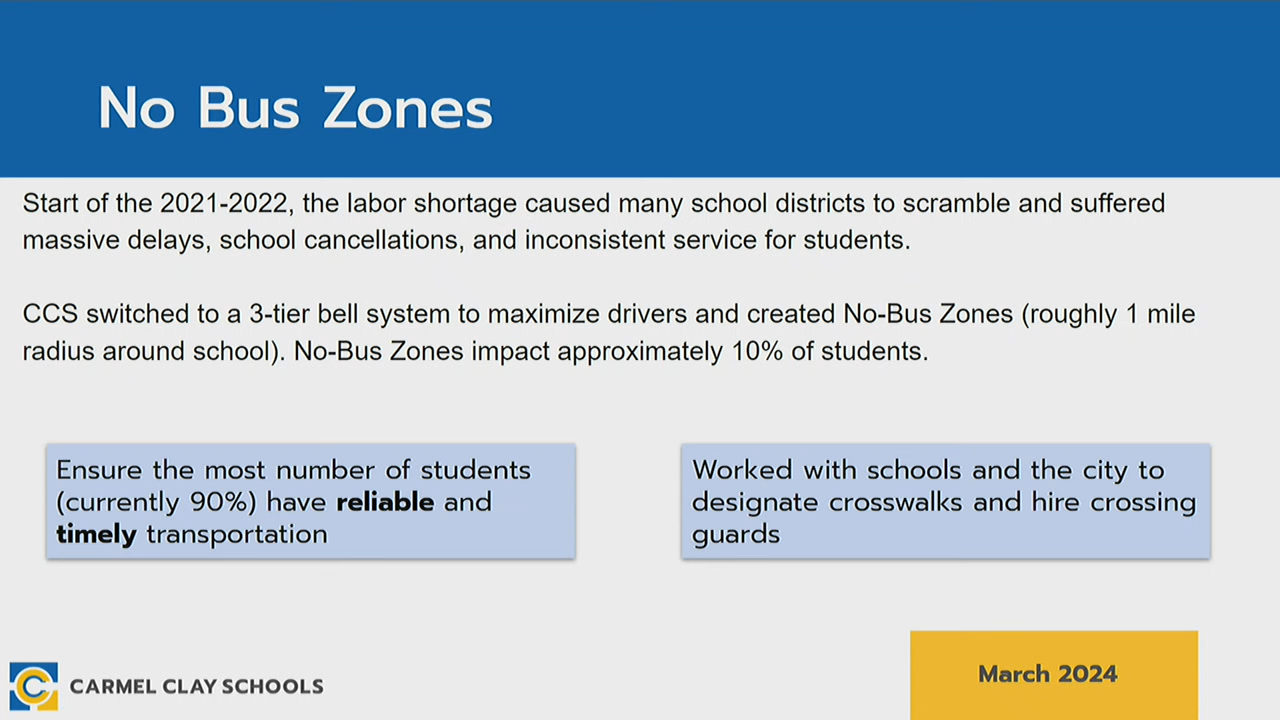 No Bus Zones
Start of the 2021-2022, the labor shortage caused many school districts to scramble and suffered
massive delays, school cancellations, and inconsistent service for students.
CCS switched to a 3-tier bell system to maximize drivers and created No-Bus Zones (roughly 1 mile
radius around school). No-Bus Zones impact approximately 10% of students.
Ensure the most number of students
(currently 90%) have reliable and
timely transportation
Worked with schools and the city to
designate crosswalks and hire crossing
guards
CARMEL CLAY SCHOOLS
March 2024